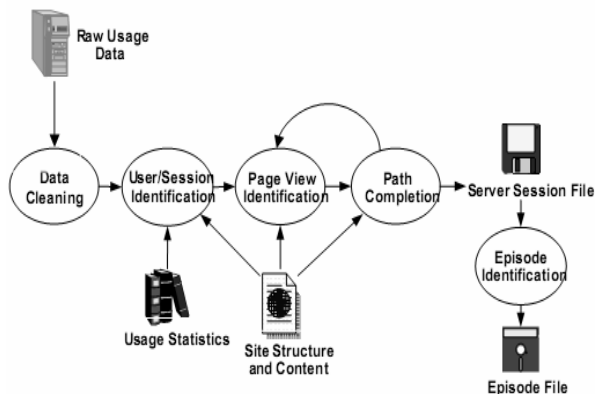 Raw Usage
Data
Data
Cleaning
User/Session
Identification
Page View
Identification
Path
Completion
Server Session File
Episode
Identification
Usage Statistics
Site Structure
and Content
Episode File